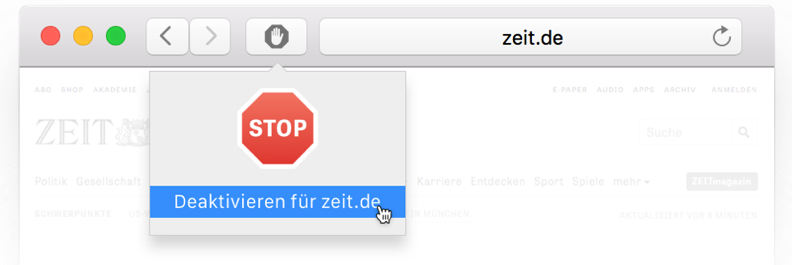 zeit.de
ABO SHOP AKADEMIE
E-PAPER AUDIO APPS ARCHIV ANMELDEN
STOP
ZEIT
Suche
Politik Gesellschaft
Karriere Entdecken Sport Spiele mehr
ZEITmagazin
Deaktivieren für zeit.de
SCHWERPUNKTE
MÜNCHEN
AKTUALISIERT VOR 8 MINUTEN